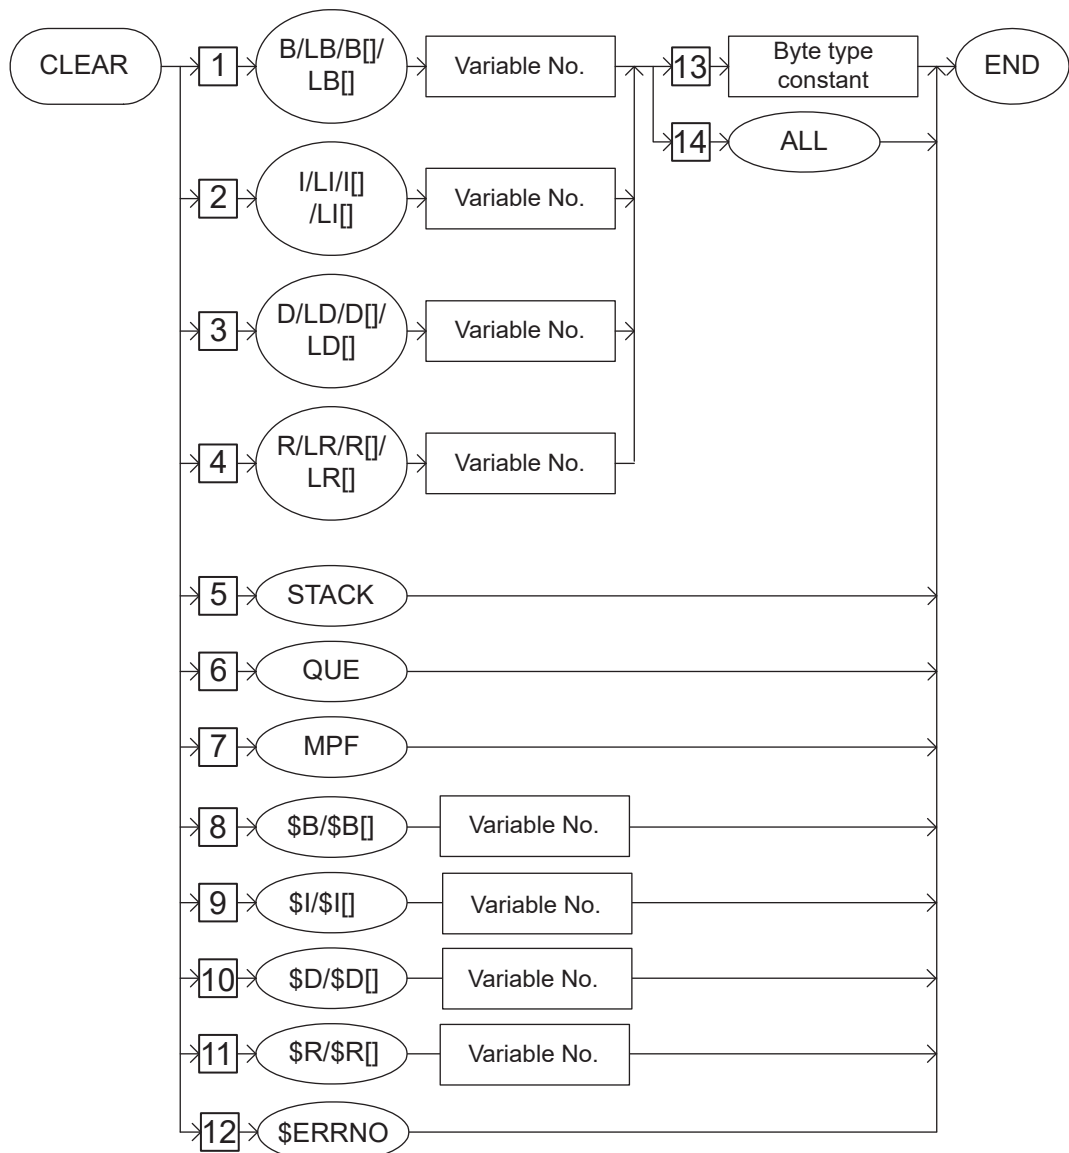 CLEAR
1
B/LB/B[]/
LB[]
Variable No.
13
Byte type
constant
END
14
ALL
2
I/LI/I[]
/LI[]
Variable No.
3
D/LD/D[]/
LD[]
Variable No.
4
R/LR/R[]/
LR[]
Variable No.
5
STACK
6
QUE
7
MPF
8
$B/$B[]
Variable No.
9
$I/$I[]
Variable No.
10
$D/$D[]
Variable No.
11
$R/$R[]
Variable No.
12
$ERRNO